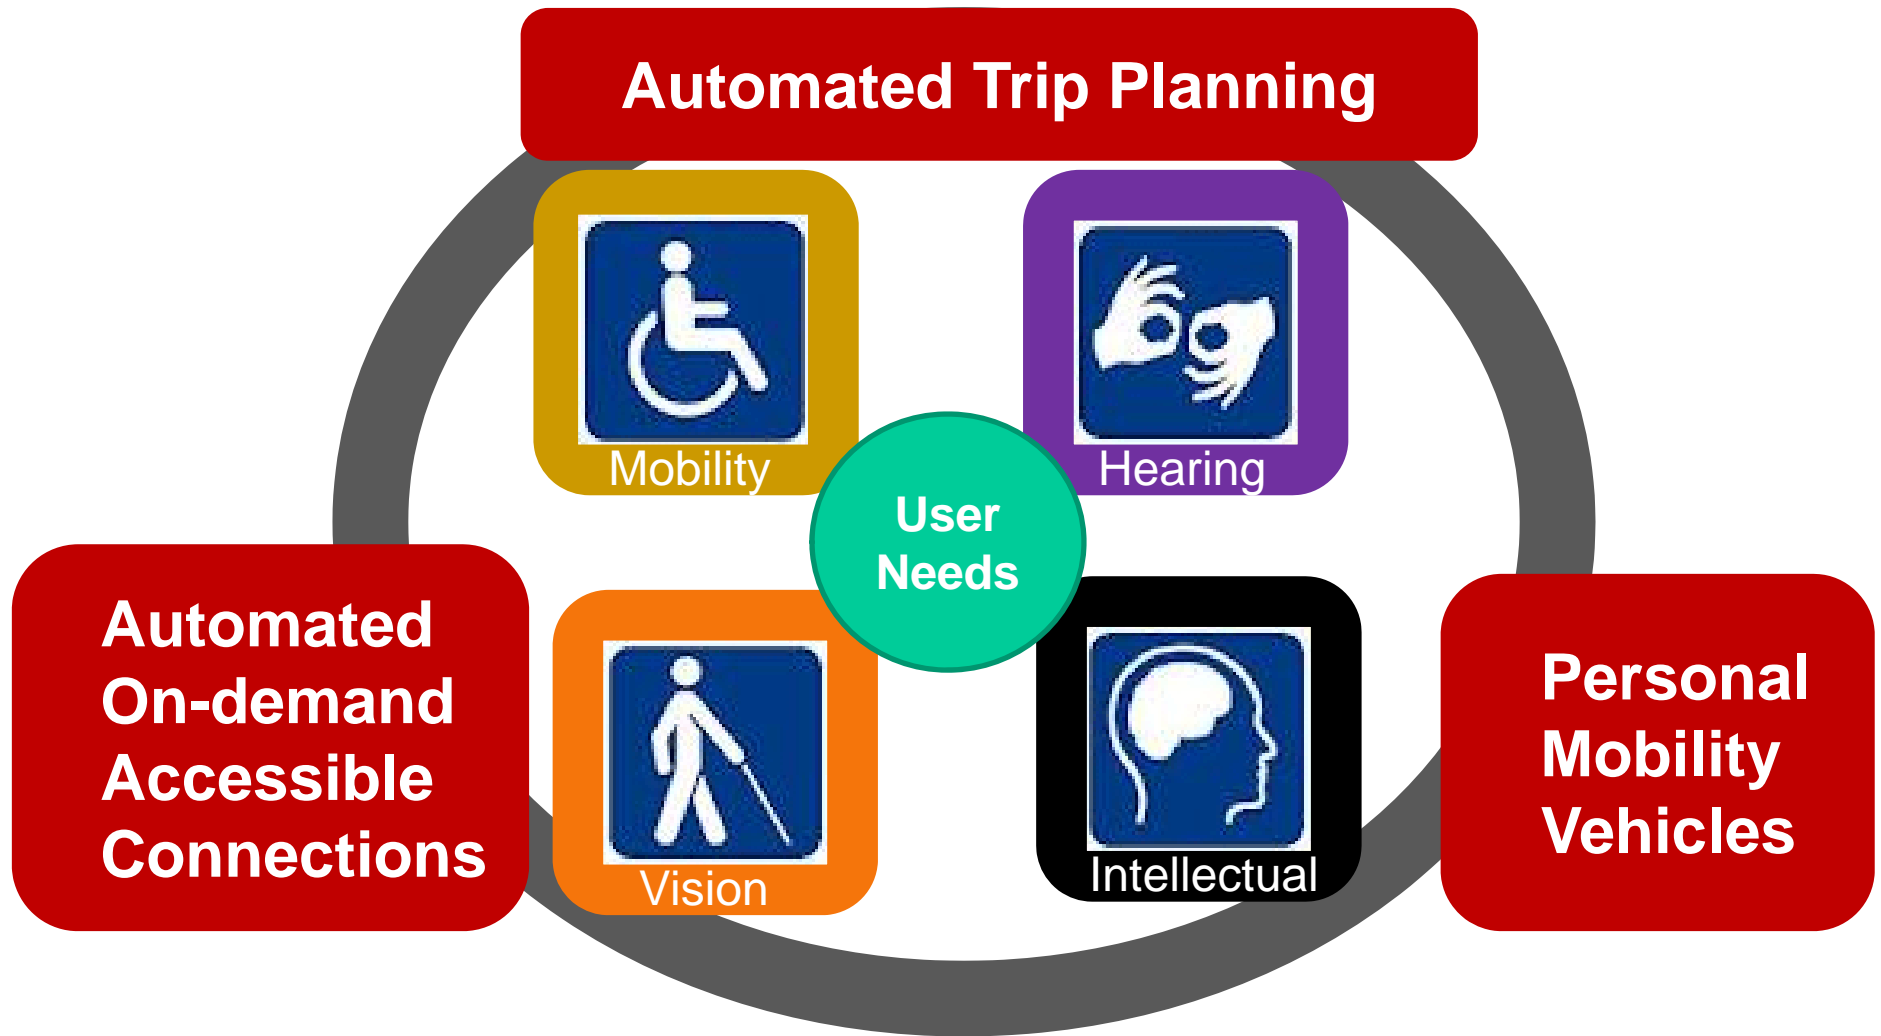 Automated Trip Planning
Mobility
Hearing
User
Needs
Automated
On-demand
Accessible
Connections
Personal
Mobility
Vehicles
Vision
Intellectual